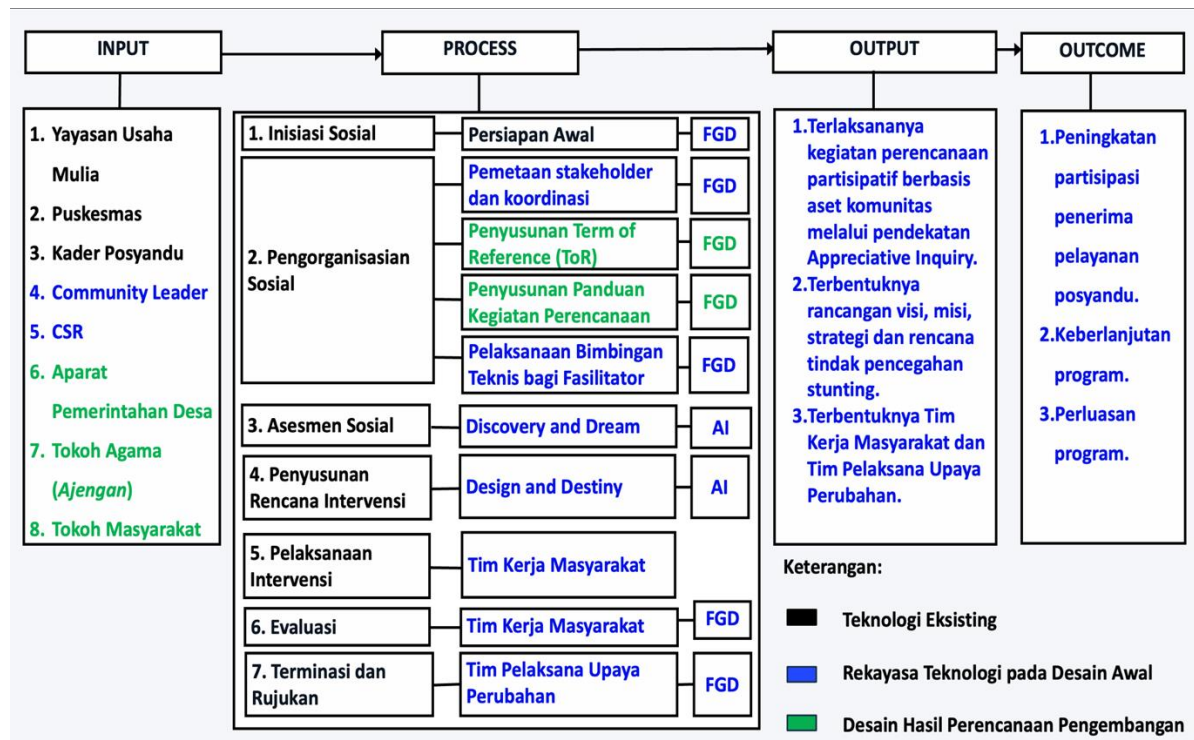 INPUT
PROCESS
OUTPUT
OUTCOME
1. Yayasan Usaha
Mulia
2. Puskesmas
3. Kader Posyandu
4. Community Leader
5. CSR
6. Aparat
Pemerintahan Desa
7. Tokoh Agama
(Ajengan)
8. Tokoh Masyarakat
1. Inisiasi Sosial
Persiapan Awal
FGD
2. Pengorganisasian
Sosial
Pemetaan stakeholder
dan koordinasi
FGD
Penyusunan Term of
Reference (ToR)
FGD
Penyusunan Panduan
Kegiatan Perencanaan
FGD
Pelaksanaan Bimbingan
Teknis bagi Fasilitator
FGD
3. Asesmen Sosial
Discovery and Dream
AI
4. Penyusunan
Rencana Intervensi
Design and Destiny
AI
5. Pelaksanaan
Intervensi
Tim Kerja Masyarakat
6. Evaluasi
Tim Kerja Masyarakat
FGD
7. Terminasi dan
Rujukan
Tim Pelaksana Upaya
Perubahan
FGD
1.Terlaksananya
kegiatan perencanaan
partisipatif berbasis
aset komunitas
melalui pendekatan
Appreciative Inquiry.
2.Terbentuknya
rancangan visi, misi,
strategi dan rencana
tindak pencegahan
stunting.
3.Terbentuknya Tim
Kerja Masyarakat dan
Tim Pelaksana Upaya
Perubahan.
1.Peningkatan
partisipasi
penerima
pelayanan
posyandu.
2.Keberlanjutan
program.
3.Perluasan
program.
Keterangan:
Teknologi Eksisting
Rekayasa Teknologi pada Desain Awal
Desain Hasil Perencanaan Pengembangan